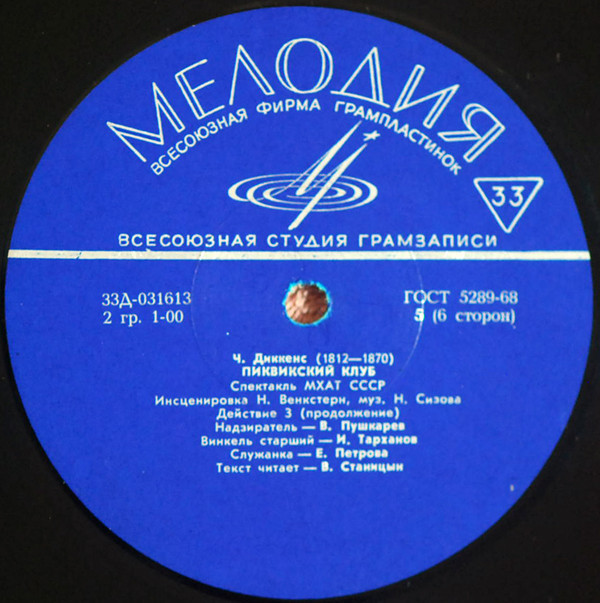 МЕЛОДИЯ
ВСЕСОЮЗНАЯ ФИРМА ГРАМПЛАСТИНОК
33
ВСЕСОЮЗНАЯ СТУДИЯ ГРАМЗАПИСИ
33Д-031613
2 гр. 1-00
ГОСТ 5289-68
5 (6 сторон)
Ч. Диккенс (1812—1870)
ПИКВИКСКИЙ КЛУБ
Спектакль МХАТ СССР
Инсценировка Н. Венкстерн, муз. Н. Сизова
Действие 3 (продолжение)
Надзиратель — В. Пушкарев
Винкель старший — И. Тарханов
Служанка — Е. Петрова
Текст читает — В. Станицын